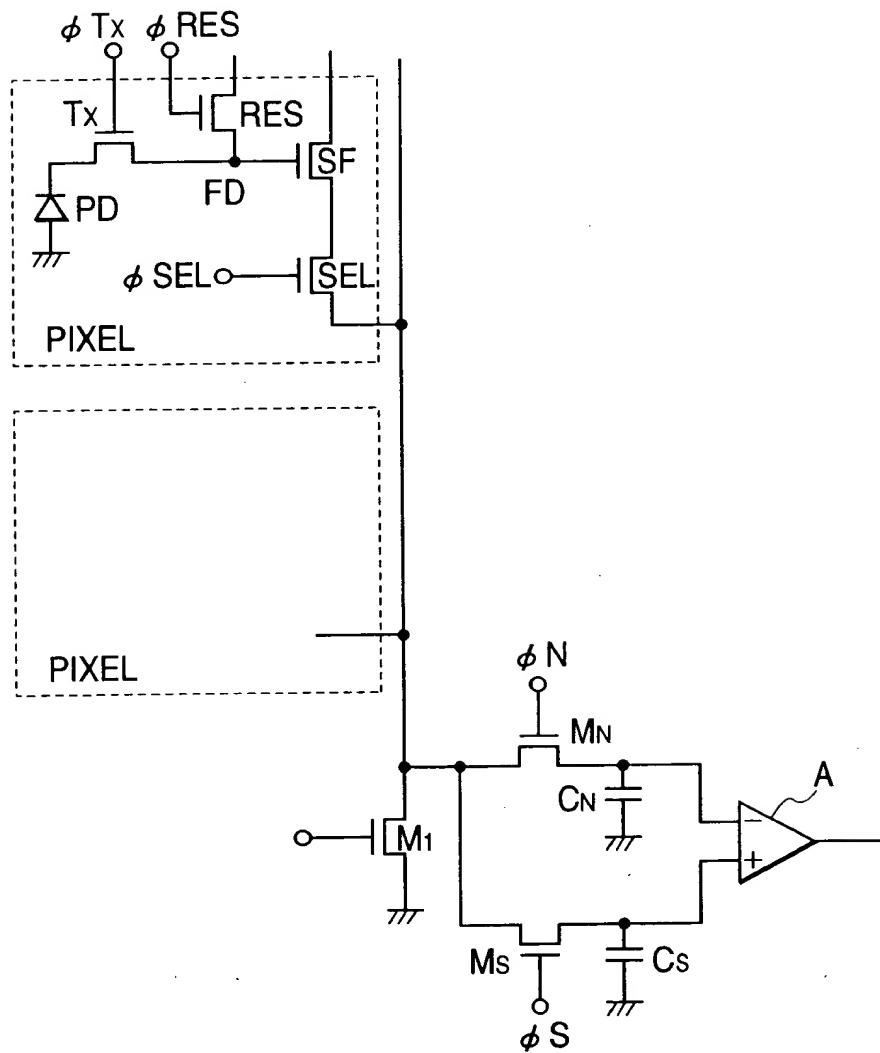 ϕ Tx ϕ RES
Tx
RES
SF
FD
PD
ϕ SEL
SEL
PIXEL
PIXEL
ϕ N
MN
CN
A
−
+
M1
MS
CS
ϕ S